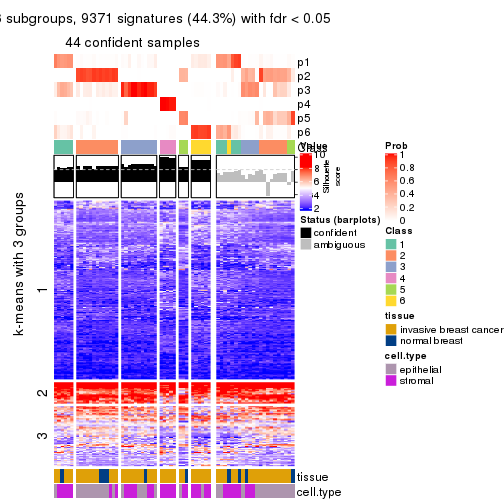 3 subgroups, 9371 signatures (44.3%) with fdr < 0.05
44 confident samples
p1
p2
p3
p4
p5
p6
Class
Silhouette
score
k-means with 3 groups
1
2
3
tissue
cell.type
Value
10
8
6
4
2
Status (barplots)
confident
ambiguous
Prob
1
0.8
0.6
0.4
0.2
0
Class
1
2
3
4
5
6
tissue
invasive breast cancer
normal breast
cell.type
epithelial
stromal